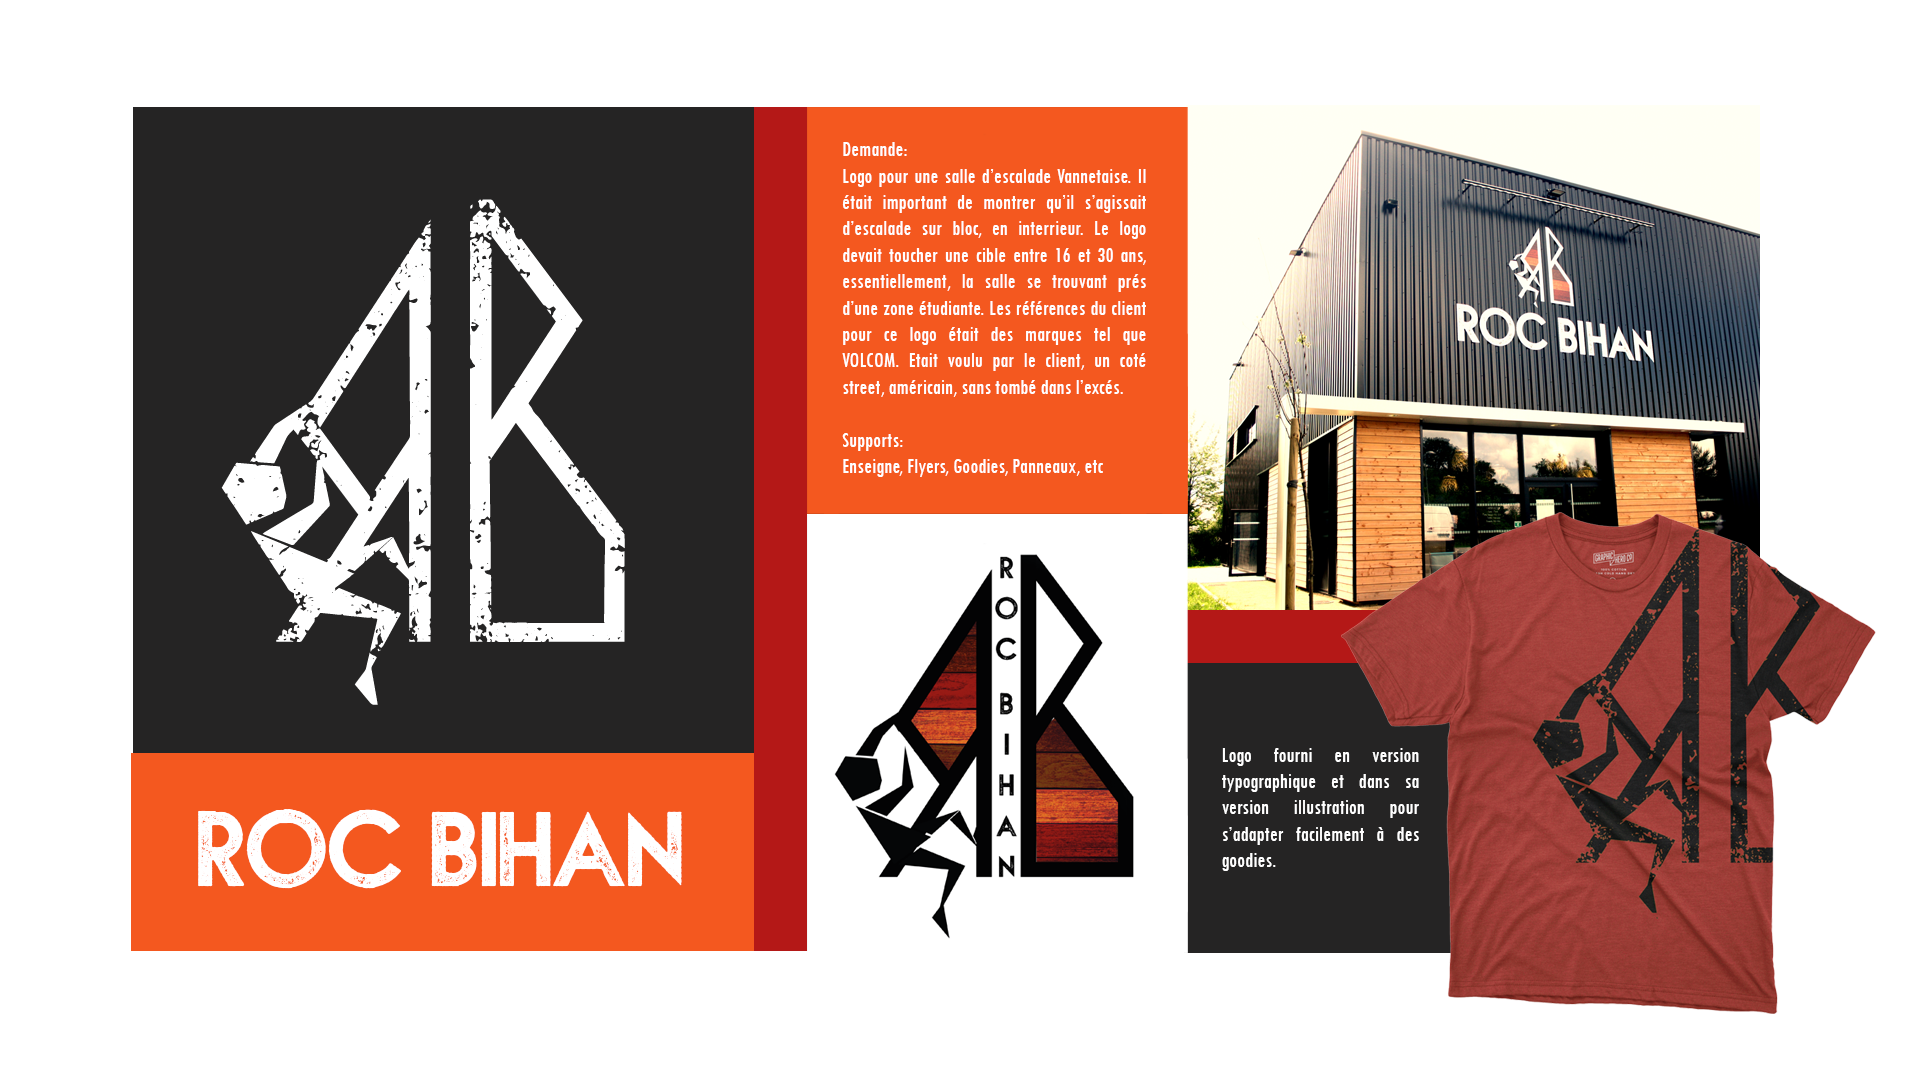 ROC BIHAN
Demande:
Logo pour une salle d'escalade Vannetaise. Il
était important de montrer qu'il s'agissait
d'escalade sur bloc, en interrieur. Le logo
devait toucher une cible entre 16 et 30 ans,
essentiellement, la salle se trouvant prés
d'une zone étudiante. Les références du client
pour ce logo était des marques tel que
VOLCOM. Etait voulu par le client, un coté
street, américain, sans tombé dans l'excés.
Supports:
Enseigne, Flyers, Goodies, Panneaux, etc
ROC BIHAN
ROC BIHAN
Logo fourni en version
typographique et dans sa
version illustration pour
s'adapter facilement à des
goodies.
GRAPHIC HERO CO